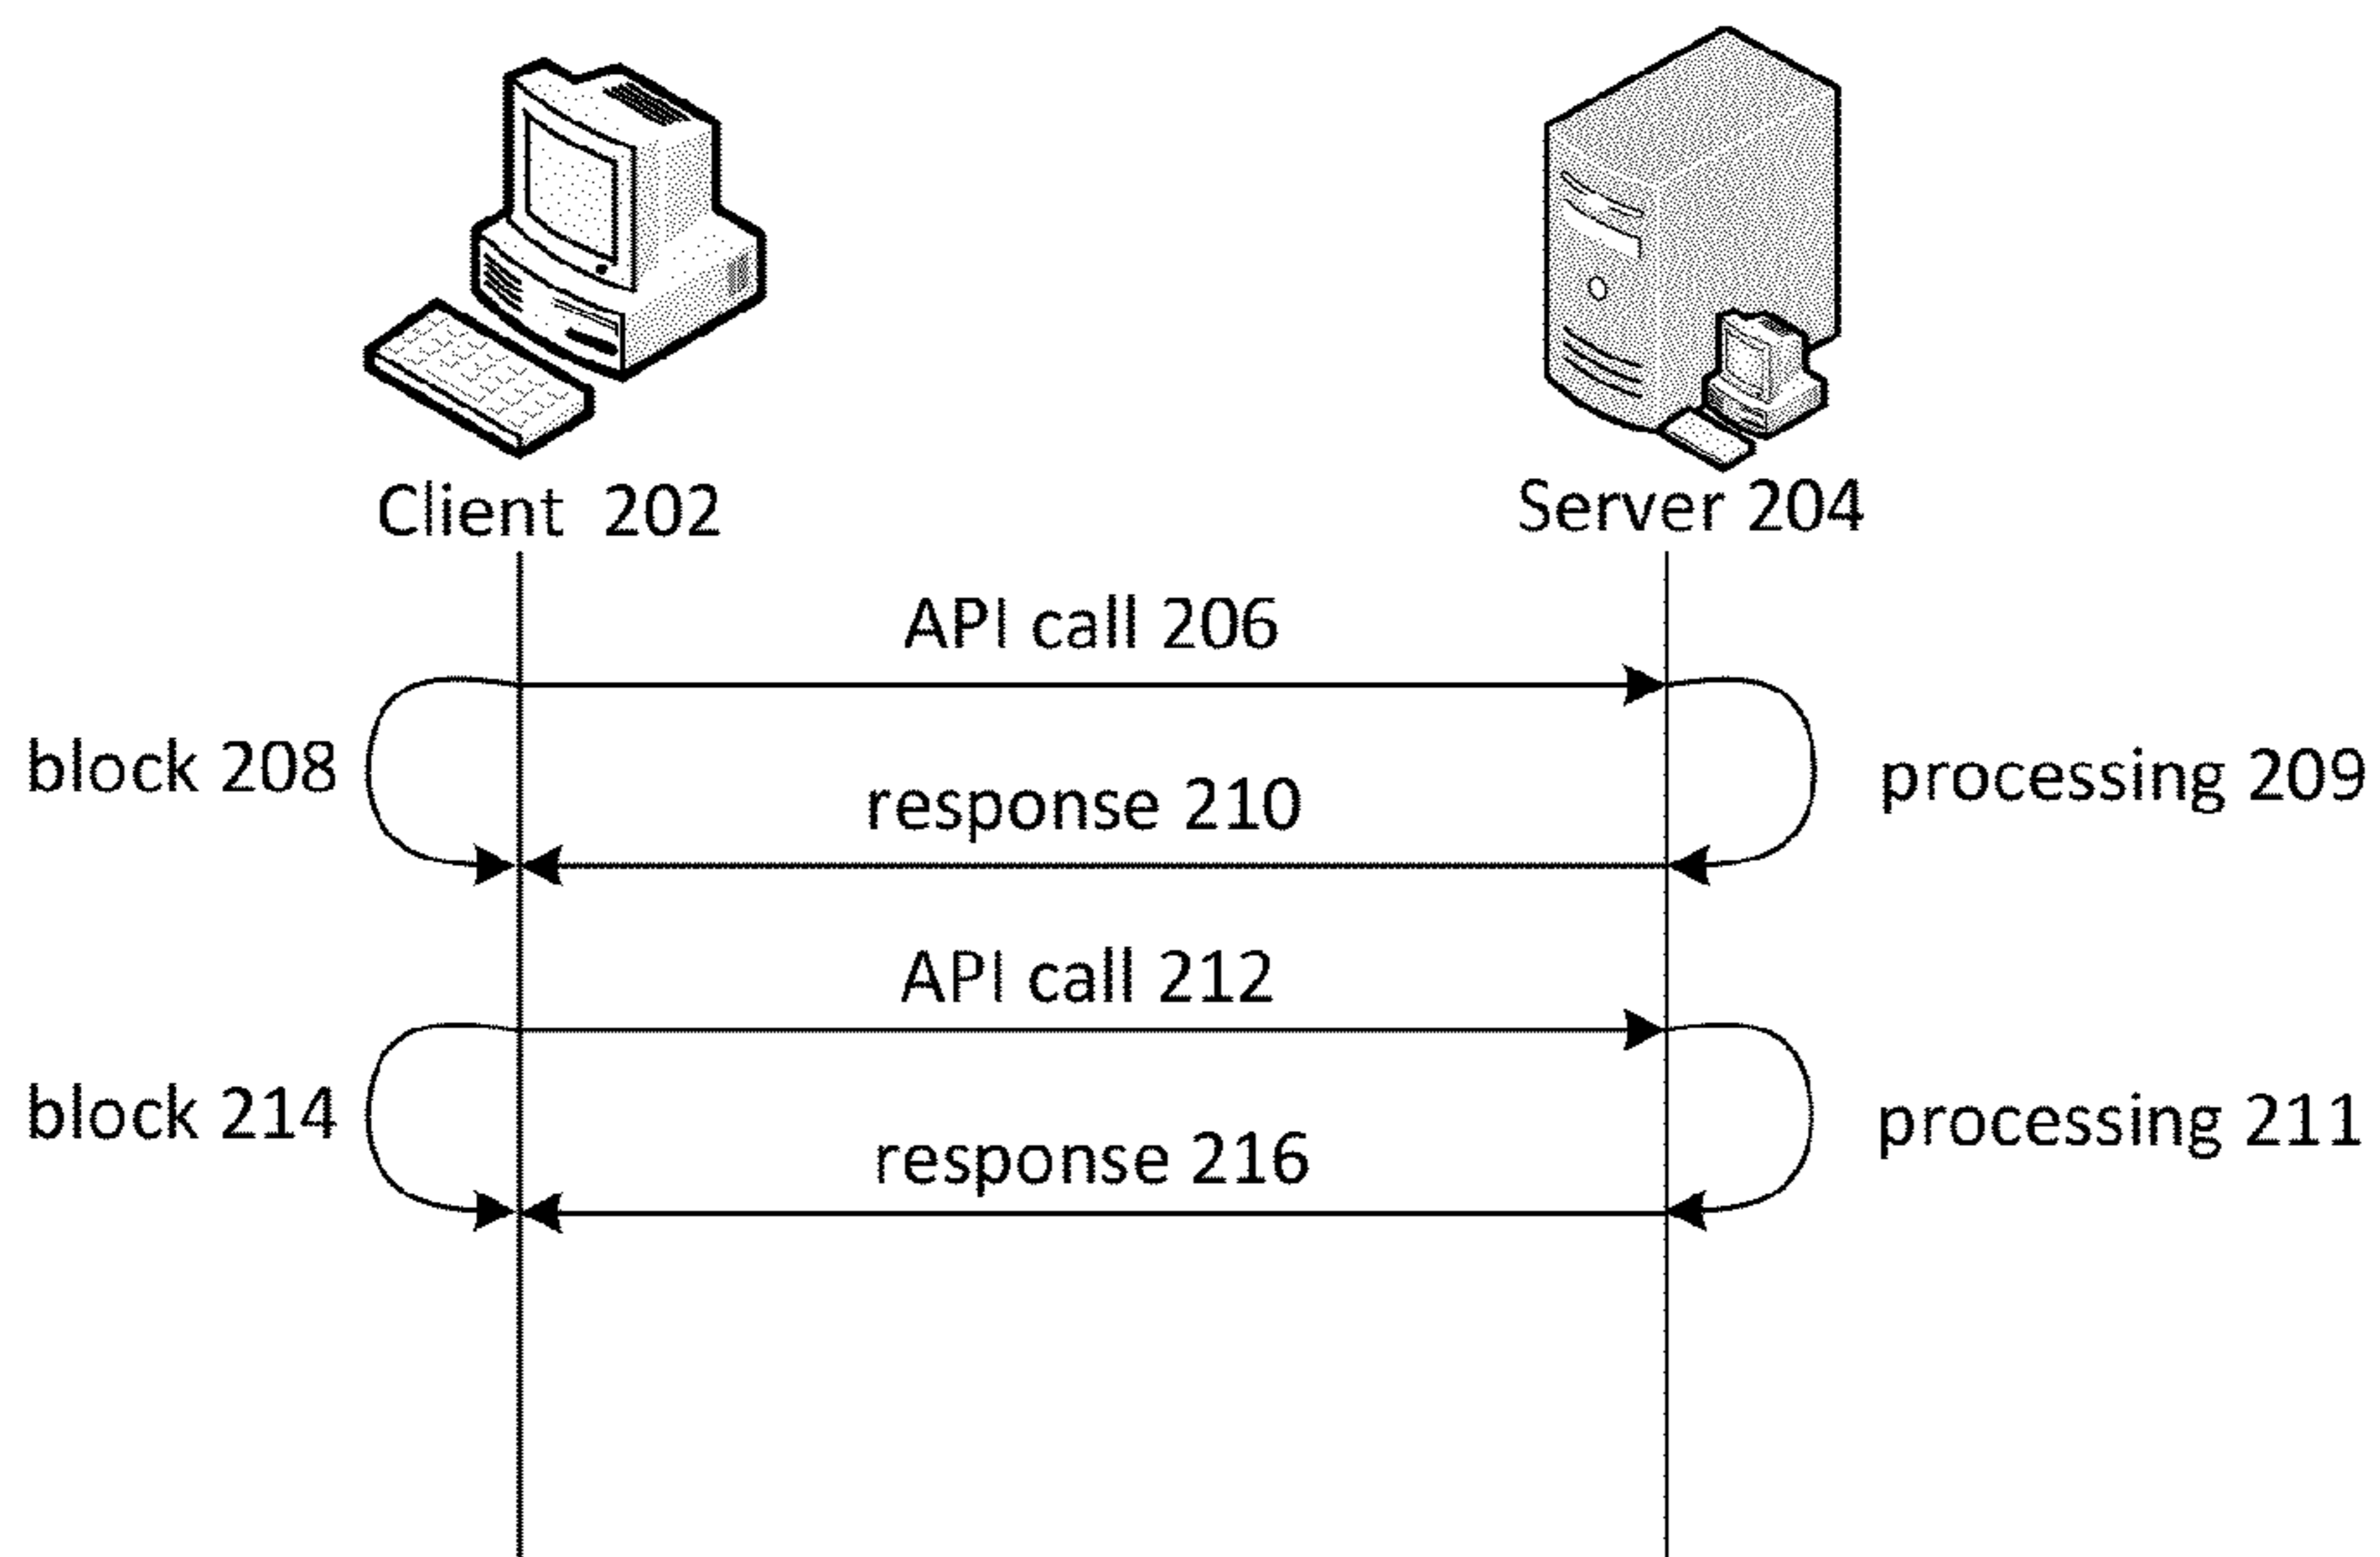 Client 202
Server 204
API call 206
block 208
processing 209
response 210
API call 212
block 214
processing 211
response 216